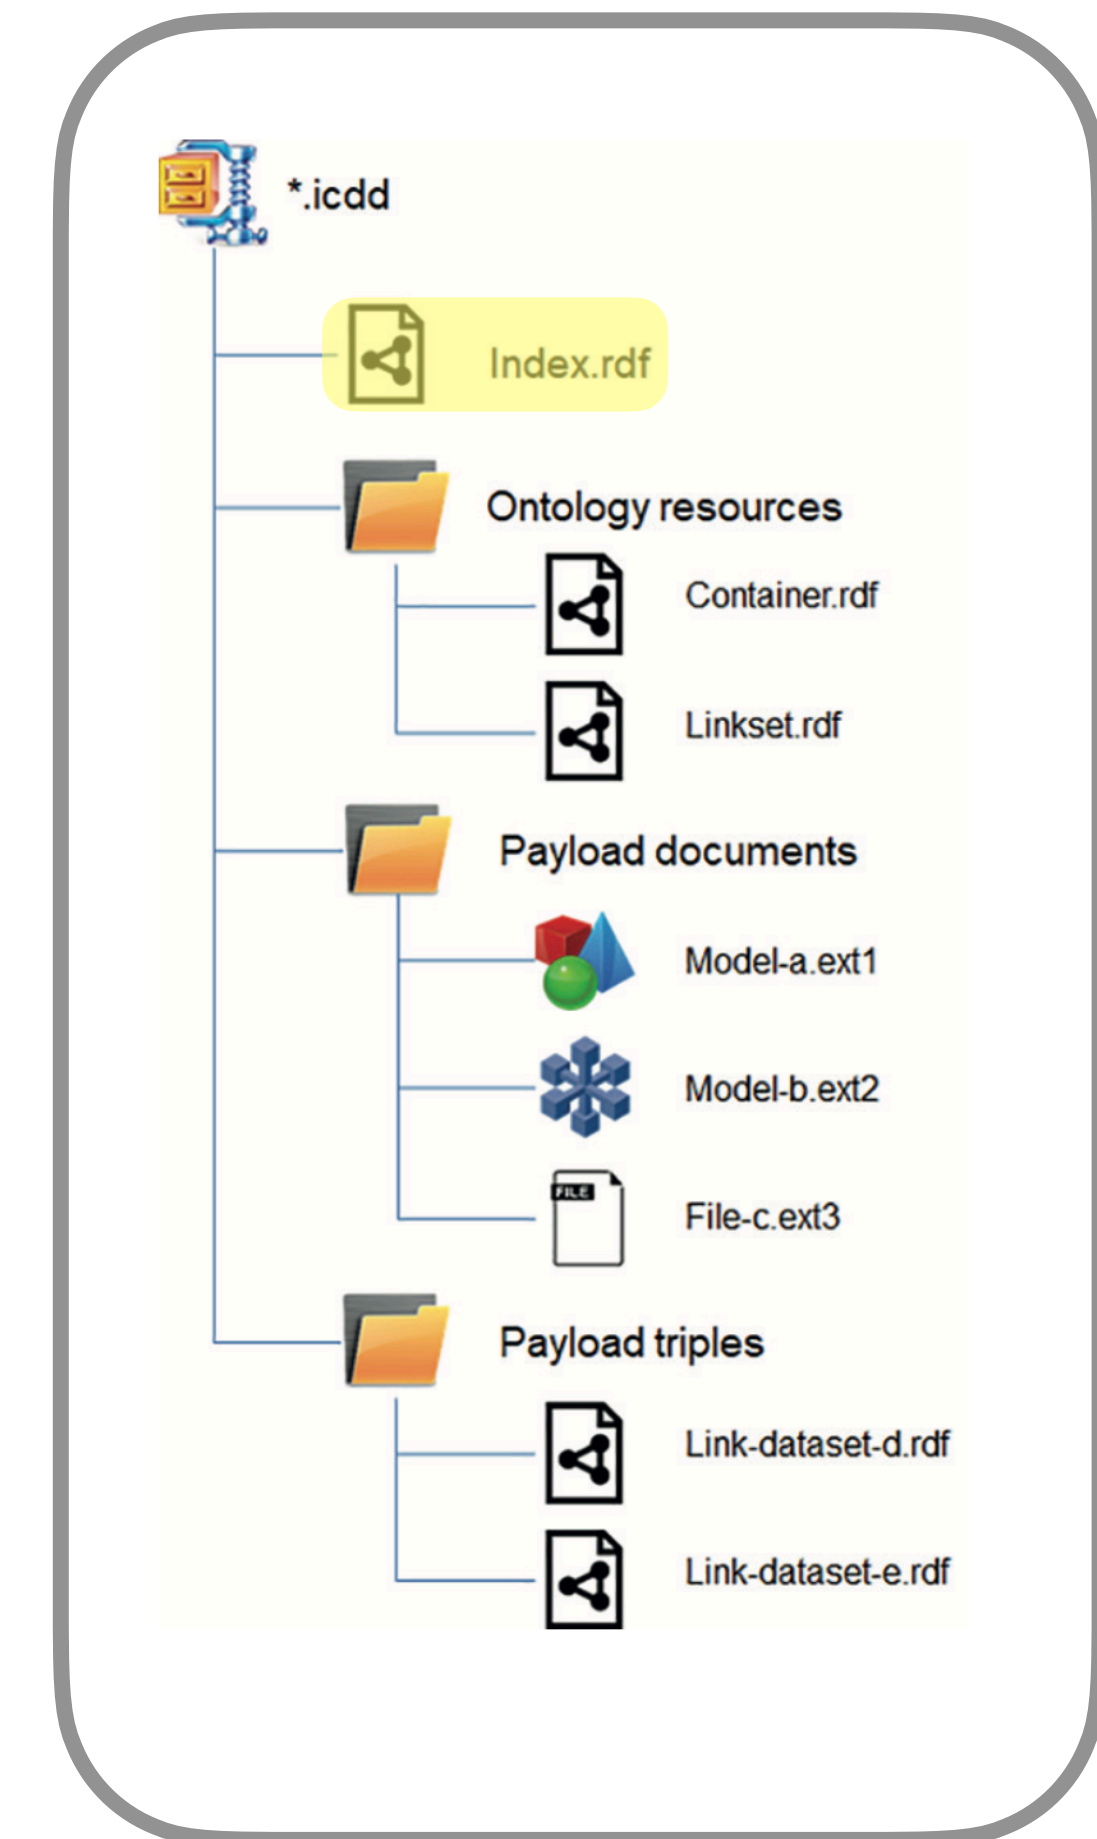 *.icdd
Index.rdf
Ontology resources
Container.rdf
Linkset.rdf
Payload documents
Model-a.ext1
Model-b.ext2
FILE
File-c.ext3
Payload triples
Link-dataset-d.rdf
Link-dataset-e.rdf